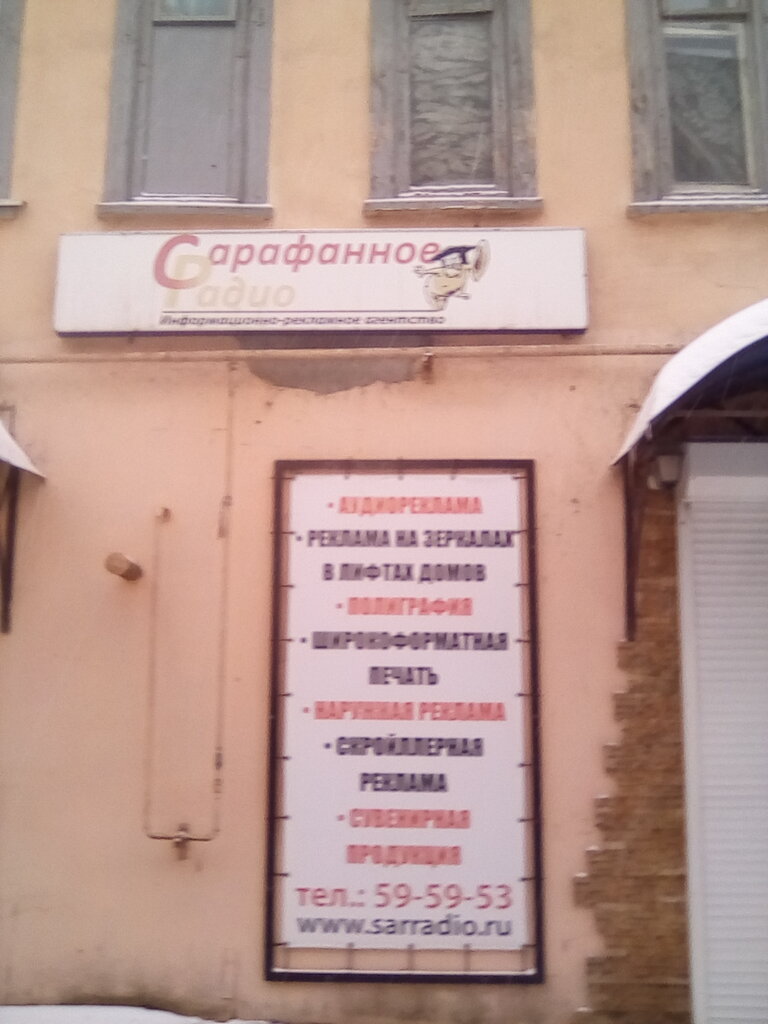 Сарафанное
Радио
Информационно-рекламное агентство
• АУДИОРЕКЛАМА
• РЕКЛАМА НА ЗЕРКАЛАХ
В ЛИФТАХ ДОМОВ
• ПОЛИГРАФИЯ
• ШИРОКОФОРМАТНАЯ
ПЕЧАТЬ
• НАРУЖНАЯ РЕКЛАМА
• СКРОЙЛЛЕРНАЯ
РЕКЛАМА
• СУВЕНИРНАЯ
ПРОДУКЦИЯ
тел.: 59-59-53
www.sarradio.ru